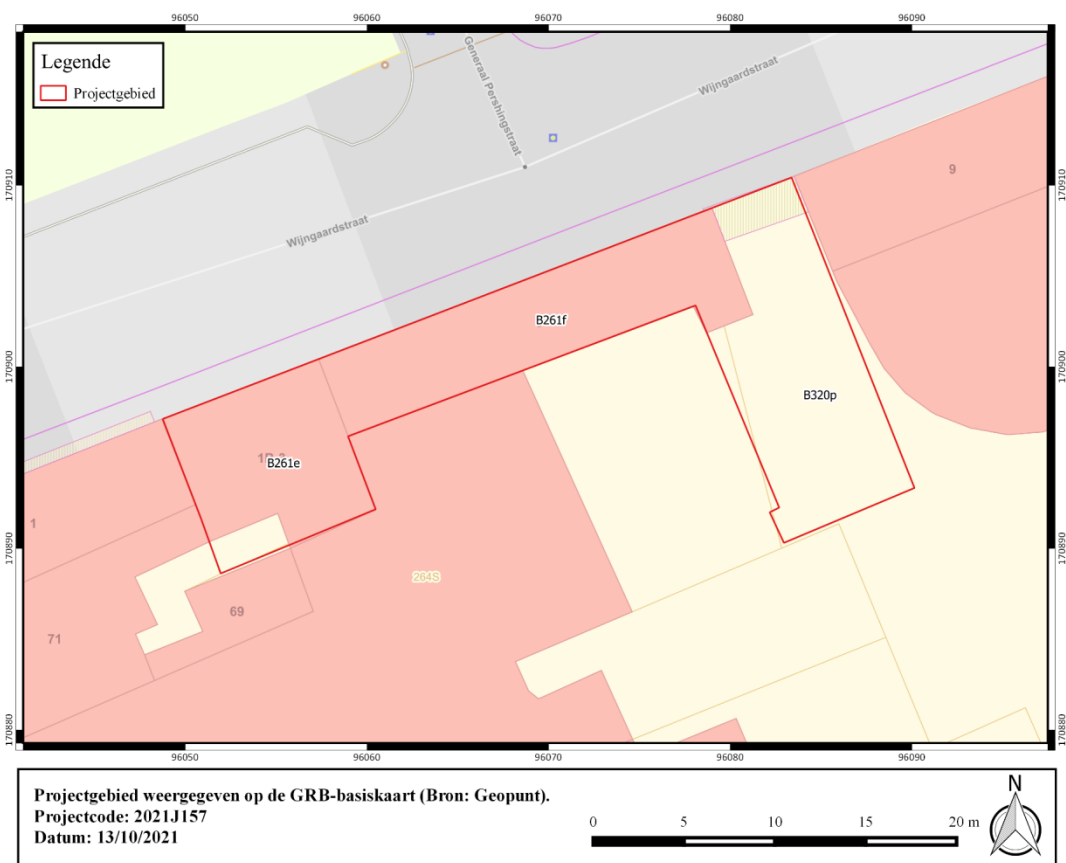 96050 96060 96070 96080 96090
Legende
Projectgebied
Generaal Pershingstraat
Wijngaardstraat
Wijngaardstraat
9
170910 170910
B261f
170900 170900
B320p
B261e
1
170890 170890
264S
69
71
170880 170880
96050 96060 96070 96080 96090
Projectgebied weergegeven op de GRB-basiskaart (Bron: Geopunt).
Projectcode: 2021J157
Datum: 13/10/2021
0 5 10 15 20 m
N